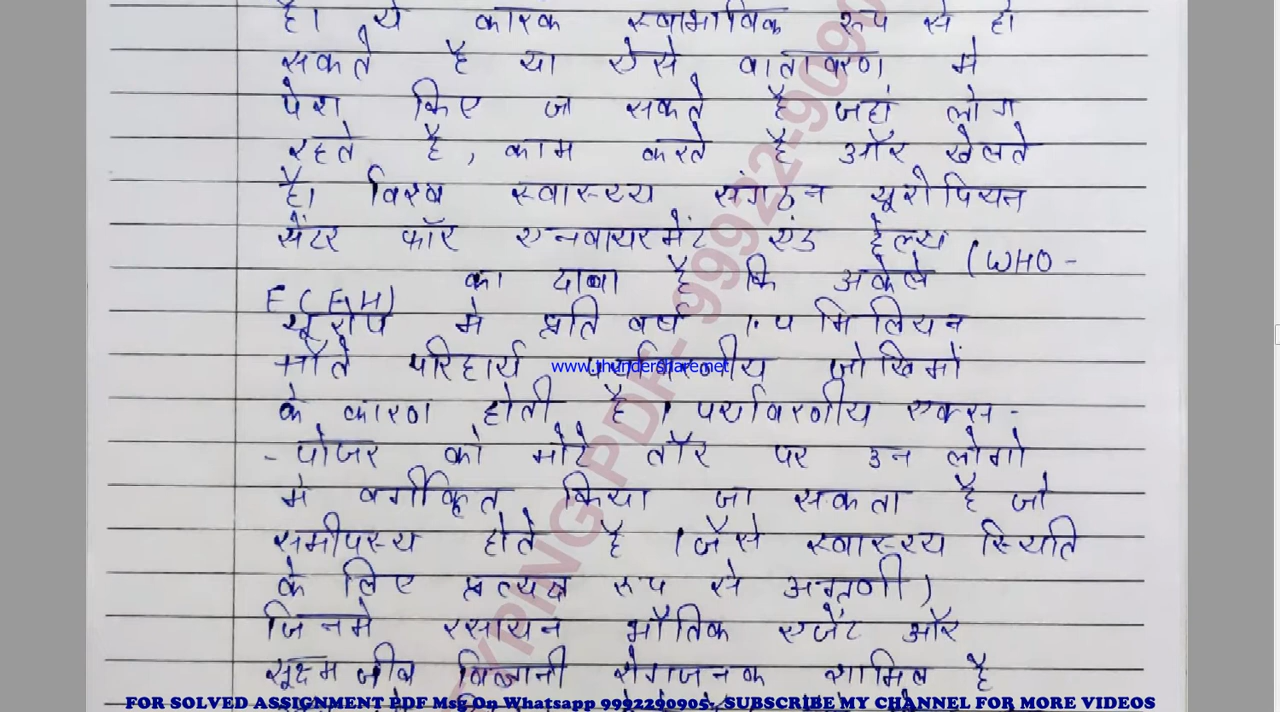 है। ये कारक स्वाभाविक रूप से हो
सकते है या ऐसे वातावरण मे
पेश किए जा सकते है जहां लोग
रहते है, काम करते है और खेलते
है। विश्व स्वास्थ्य संगठन यूरोपियन
सेंटर फॉर एनवायरमेंट एंड हेल्थ (WHO -
ECEH) का दावा है कि अकेले
यूरोप मे प्रति वर्ष 1.4 मिलियन
मौते परिहार्य पर्यावरणीय जोखिमों
www.thundershare.net
के कारण होती है। पर्यावरणीय एक्स -
- पोजर को मोटे तौर पर उन लोगो
मे वर्गीकृत किया जा सकता है जो
समीपस्थ होते है (जैसे स्वास्थ्य स्थिति
के लिए प्रत्यक्ष रूप से अग्रणी)
जिनमे रसायन भौतिक एजेंट और
सूक्ष्म जीव विज्ञानी रोगजनक शामिल है
FOR SOLVED ASSIGNMENT PDF Msg On Whatsapp 9992290905, SUBSCRIBE MY CHANNEL FOR MORE VIDEOS